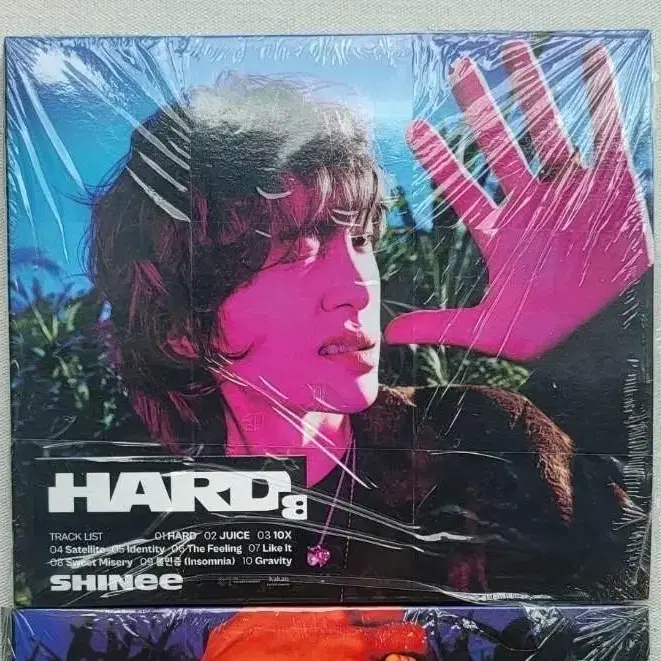 HARD8
TRACK LIST 01 HARD 02 JUICE 03 10X
04 Satellite 05 Identity 06 The Feeling 07 Like It
08 Sweet Misery 09 불면증 (Insomnia) 10 Gravity
SHINee
kakao